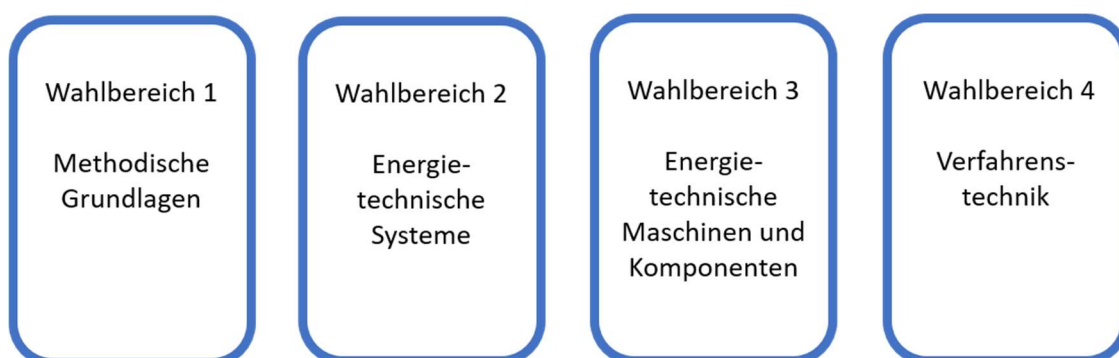 Wahlbereich 1
Methodische
Grundlagen
Wahlbereich 2
Energie-
technische
Systeme
Wahlbereich 3
Energie-
technische
Maschinen und
Komponenten
Wahlbereich 4
Verfahrens-
technik